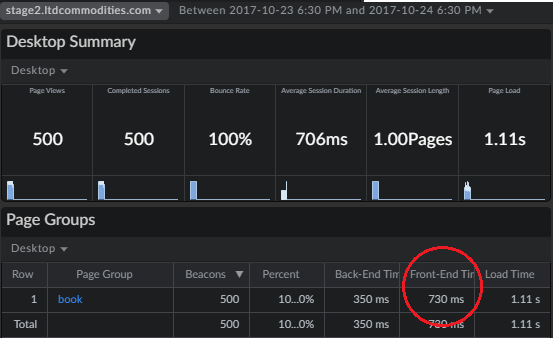 stage2.ltdcommodities.com Between 2017-10-23 6:30 PM and 2017-10-24 6:30 PM
Desktop Summary
Desktop
Page Views Completed Sessions Bounce Rate Average Session Duration Average Session Length Page Load
500 500 100% 706ms 1.00Pages 1.11s
Page Groups
Desktop
Row Page Group Beacons Percent Back-End Tim Front-End Tin Load Time
1 book 500 10...0% 350 ms 730 ms 1.11 s
Total 500 10...0% 350 ms 730 ms 1.11 s